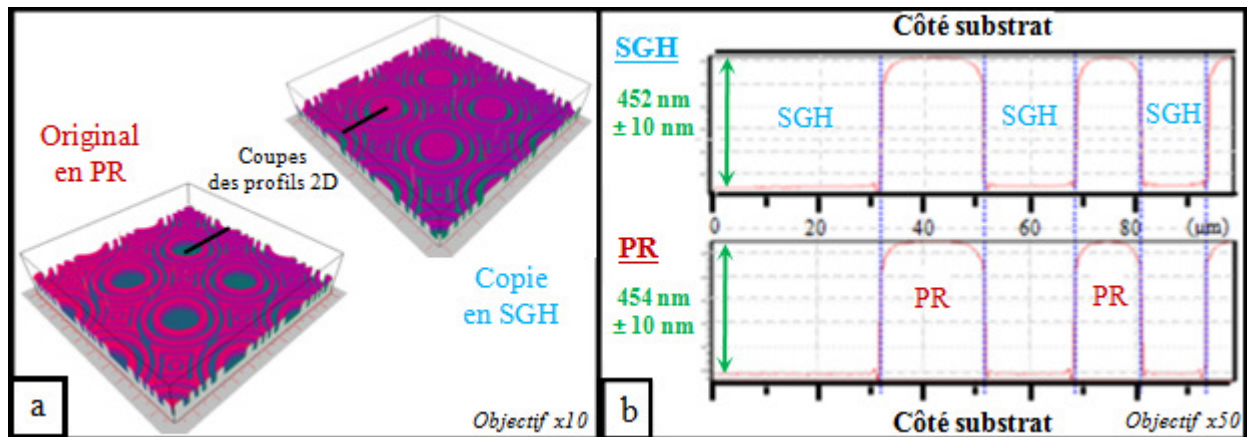 Original
en PR
Coupes
des profils 2D
Copie
en SGH
a
Objectif x10
Côté substrat
SGH
452 nm
± 10 nm
SGH
SGH
SGH
0 20 40 60 80 (μm)
PR
454 nm
± 10 nm
PR
PR
b
Côté substrat
Objectif x50